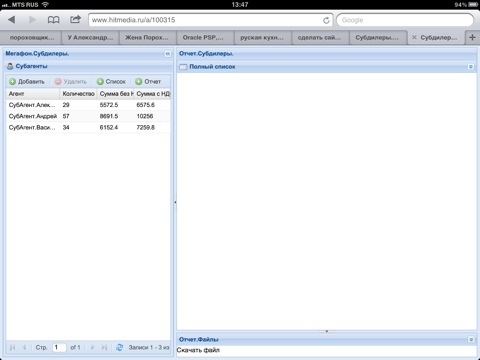 MTS RUS 13:47 94%
www.hitmedia.ru/a/100315 Google
пороховщик... У Александр... Жена Порох... Oracle PSP,... руская кухн... сделать сай... Субдилеры.... Субдилер...
Мегафон.Субдилеры. Отчет.Субдилеры.
Субагенты Полный список
Добавить Удалить Список Отчет
Агент Количество Сумма без Н Сумма с НД
СубАгент.Алек... 29 5572.5 6575.6
СубАгент.Андрей 57 8691.5 10256
СубАгент.Васи... 34 6152.4 7259.8
Отчет.Файлы
Стр. 1 of 1 Записи 1 - 3 из
Скачать файл